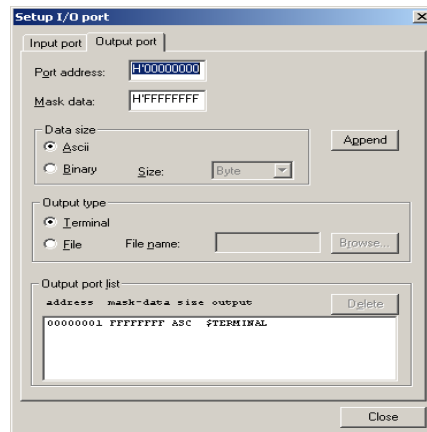 Setup I/O port
Input port Output port
Port address: H'00000000
Mask data: H'FFFFFFFF
Data size
Ascii
Append
Binary Size: Byte
Output type
Terminal
File File name: Browse...
Output port list
address mask-data size output Delete
00000001 FFFFFFFF ASC $TERMINAL
Close